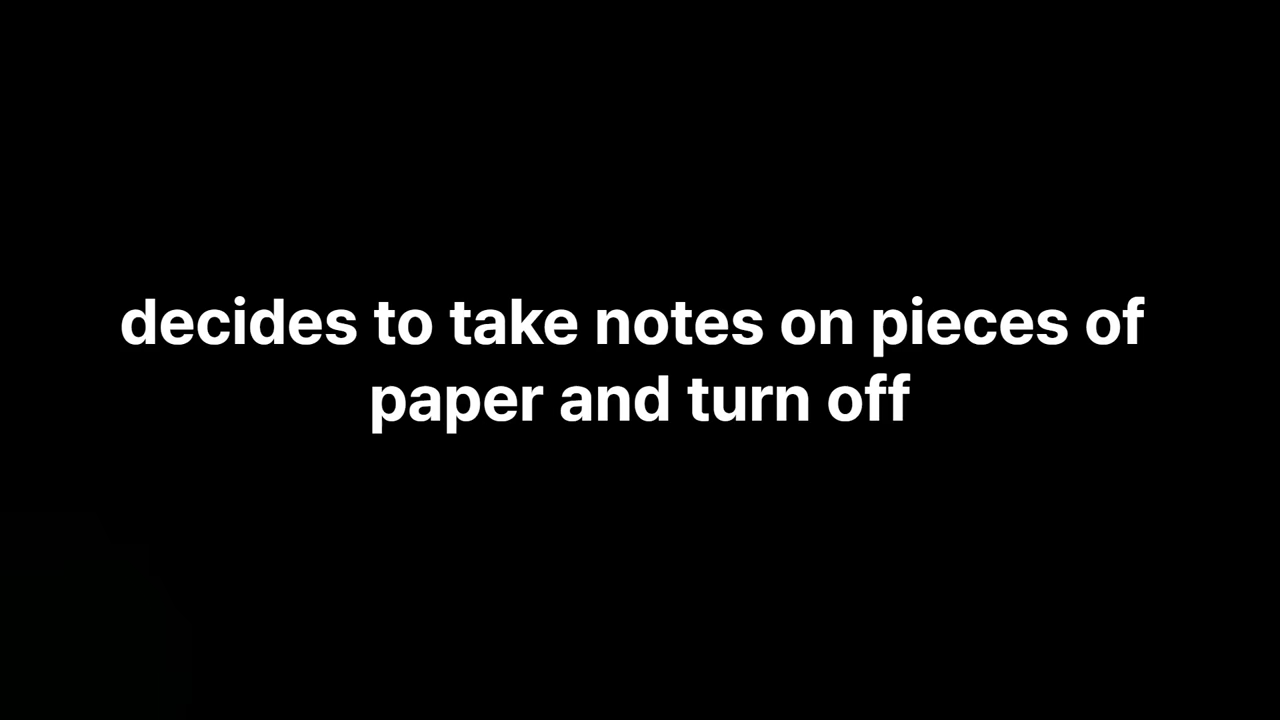 decides to take notes on pieces of
paper and turn off